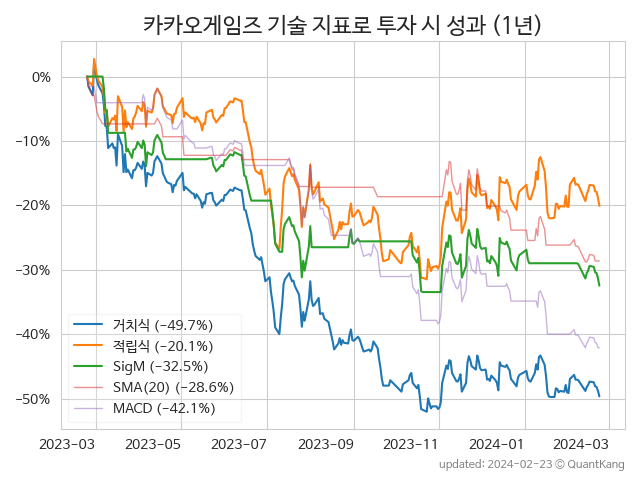 카카오게임즈 기술 지표로 투자 시 성과 (1년)
0%
−10%
−20%
−30%
−40%
−50%
거치식 (−49.7%)
적립식 (−20.1%)
SigM (−32.5%)
SMA(20) (−28.6%)
MACD (−42.1%)
2023−03 2023−05 2023−07 2023−09 2023−11 2024−01 2024−03
updated: 2024−02−23 © QuantKang